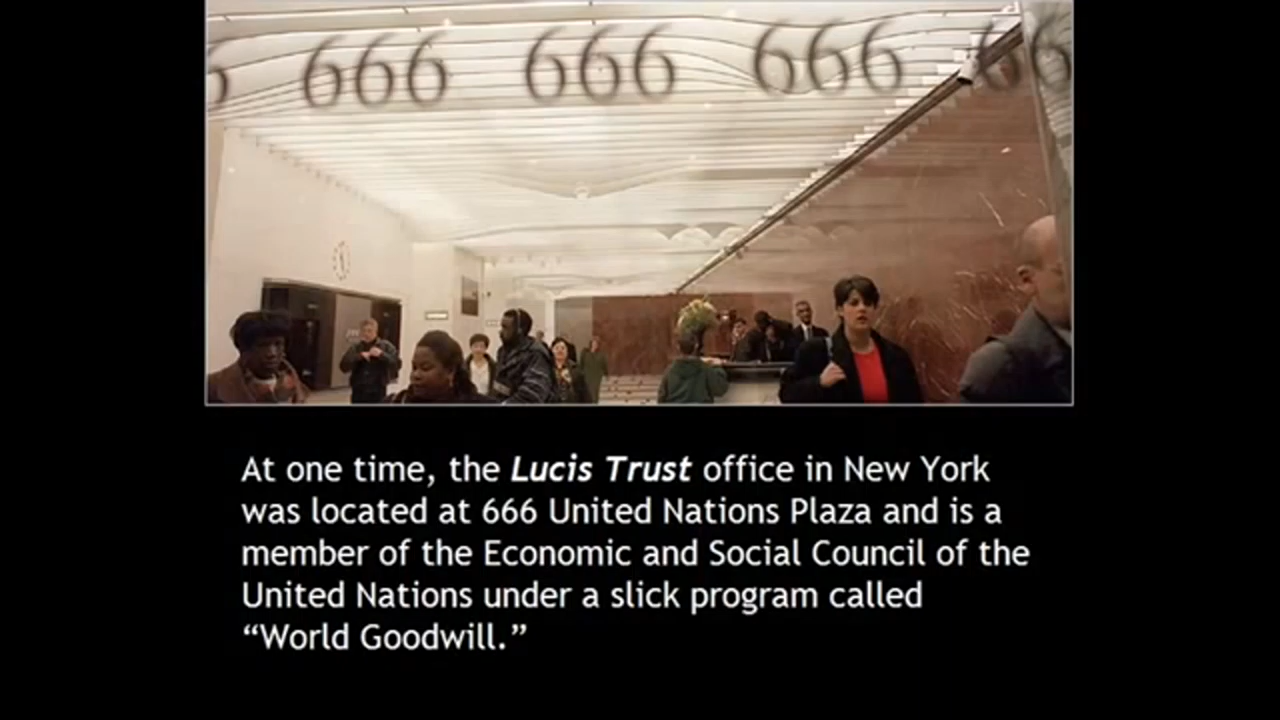 666 666 666 66
At one time, the Lucis Trust office in New York
was located at 666 United Nations Plaza and is a
member of the Economic and Social Council of the
United Nations under a slick program called
“World Goodwill.”